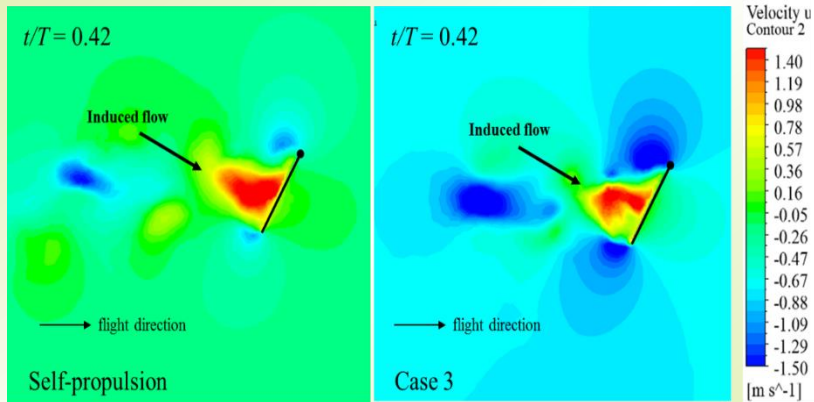 t/T = 0.42
Induced flow
flight direction
Self-propulsion
t/T = 0.42
Induced flow
flight direction
Case 3
Velocity u
Contour 2
1.40
1.19
0.98
0.78
0.57
0.36
0.16
-0.05
-0.26
-0.47
-0.67
-0.88
-1.09
-1.29
-1.50
[m s^-1]